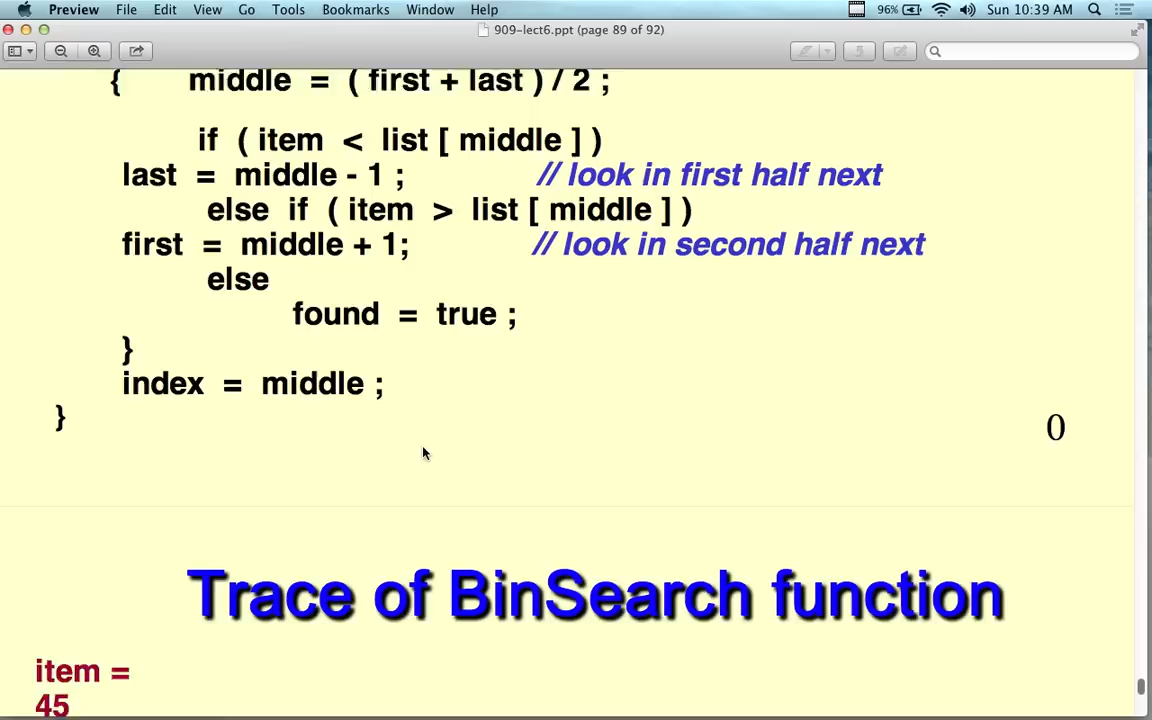 Preview File Edit View Go Tools Bookmarks Window Help 96% Sun 10:39 AM
909-lect6.ppt (page 89 of 92)
{ middle = ( first + last ) / 2 ;
if ( item < list [ middle ] )
last = middle - 1 ; // look in first half next
else if ( item > list [ middle ] )
first = middle + 1; // look in second half next
else
found = true ;
}
index = middle ;
}
0
Trace of BinSearch function
item =
45